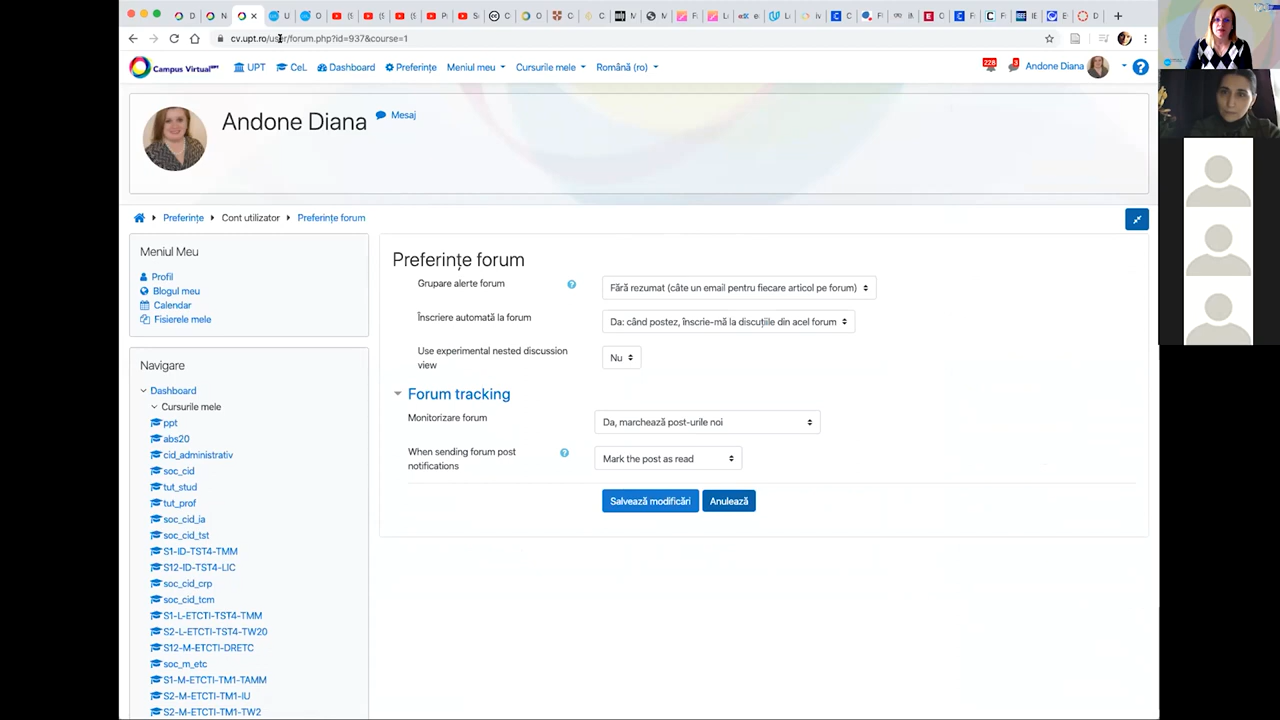 cv.upt.ro/user/forum.php?id=937&course=1
Campus Virtual UPT
UPT
CeL
Dashboard
Preferințe
Meniul meu
Cursurile mele
Română (ro)
228
3
Andone Diana
Andone Diana
Mesaj
Preferințe
Cont utilizator
Preferințe forum
Meniul Meu
Profil
Blogul meu
Calendar
Fisierele mele
Navigare
Dashboard
Cursurile mele
ppt
abs20
cid_administrativ
soc_cid
tut_stud
tut_prof
soc_cid_ia
soc_cid_tst
S1-ID-TST4-TMM
S12-ID-TST4-LIC
soc_cid_crp
soc_cid_tcm
S1-L-ETCTI-TST4-TMM
S2-L-ETCTI-TST4-TW20
S12-M-ETCTI-DRETC
soc_m_etc
S1-M-ETCTI-TM1-TAMM
S2-M-ETCTI-TM1-IU
S2-M-ETCTI-TM1-TW2
Preferințe forum
Grupare alerte forum
Fără rezumat (câte un email pentru fiecare articol pe forum)
Înscriere automată la forum
Da: când postez, înscrie-mă la discuțiile din acel forum
Use experimental nested discussion
view
Nu
Forum tracking
Monitorizare forum
Da, marchează post-urile noi
When sending forum post
notifications
Mark the post as read
Salvează modificări
Anulează